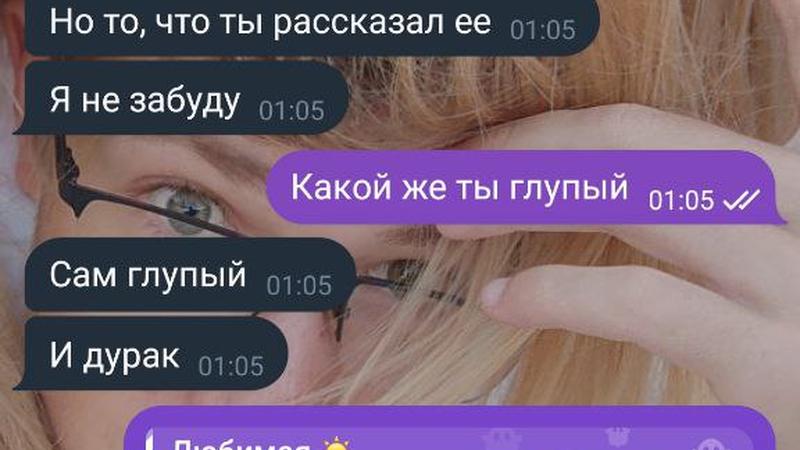 Но то, что ты рассказал ее 01:05
Я не забуду 01:05
Какой же ты глупый 01:05
Сам глупый 01:05
И дурак 01:05
Любимая